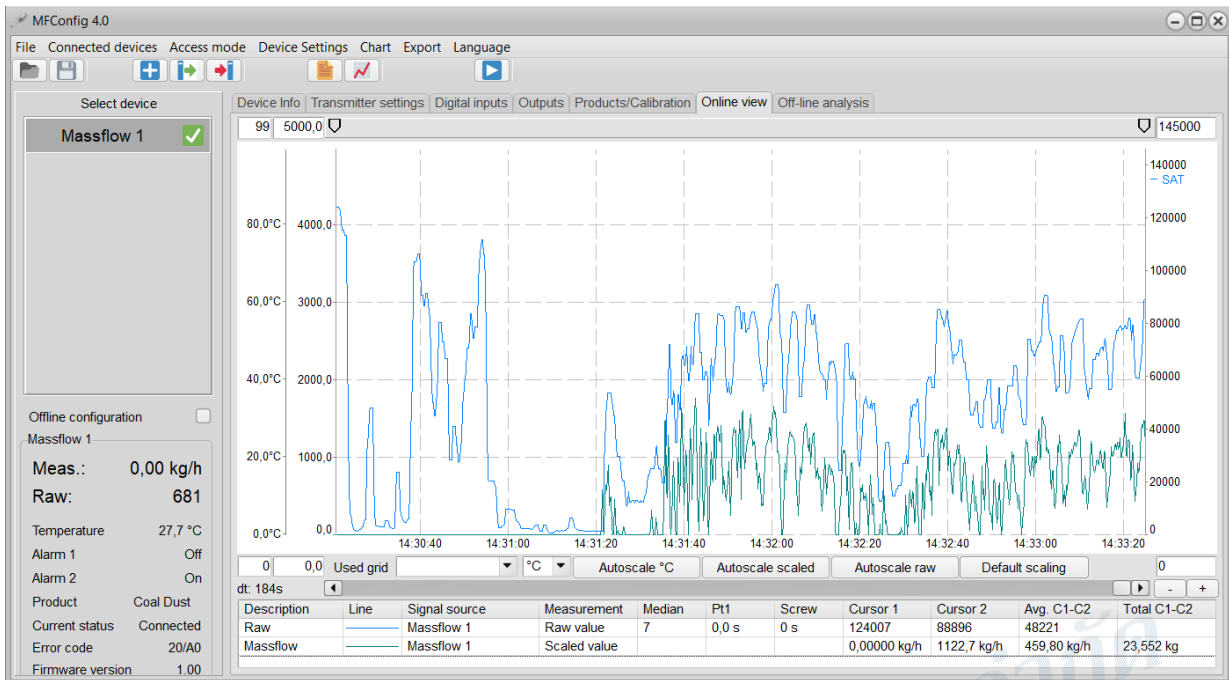 MFConfig 4.0
File Connected devices Access mode Device Settings Chart Export Language
Select device
Massflow 1
Offline configuration
Massflow 1
Meas.: 0,00 kg/h
Raw: 681
Temperature 27,7 °C
Alarm 1 Off
Alarm 2 On
Product Coal Dust
Current status Connected
Error code 20/A0
Firmware version 1.00
Device Info Transmitter settings Digital inputs Outputs Products/Calibration Online view Off-line analysis
99 5000,0 145000
140000
SAT
80,0°C 4000,0 120000
100000
60,0°C 3000,0
80000
40,0°C 2000,0 60000
40000
20,0°C 1000,0
20000
0,0°C 0,0 0
14:30:40 14:31:00 14:31:20 14:31:40 14:32:00 14:32:20 14:32:40 14:33:00 14:33:20
0 0,0 Used grid °C Autoscale °C Autoscale scaled Autoscale raw Default scaling 0
dt: 184s - +
Description Line Signal source Measurement Median Pt1 Screw Cursor 1 Cursor 2 Avg. C1-C2 Total C1-C2
Raw Massflow 1 Raw value 7 0,0 s 0 s 124007 88896 48221
Massflow Massflow 1 Scaled value 0,00000 kg/h 1122,7 kg/h 459,80 kg/h 23,552 kg